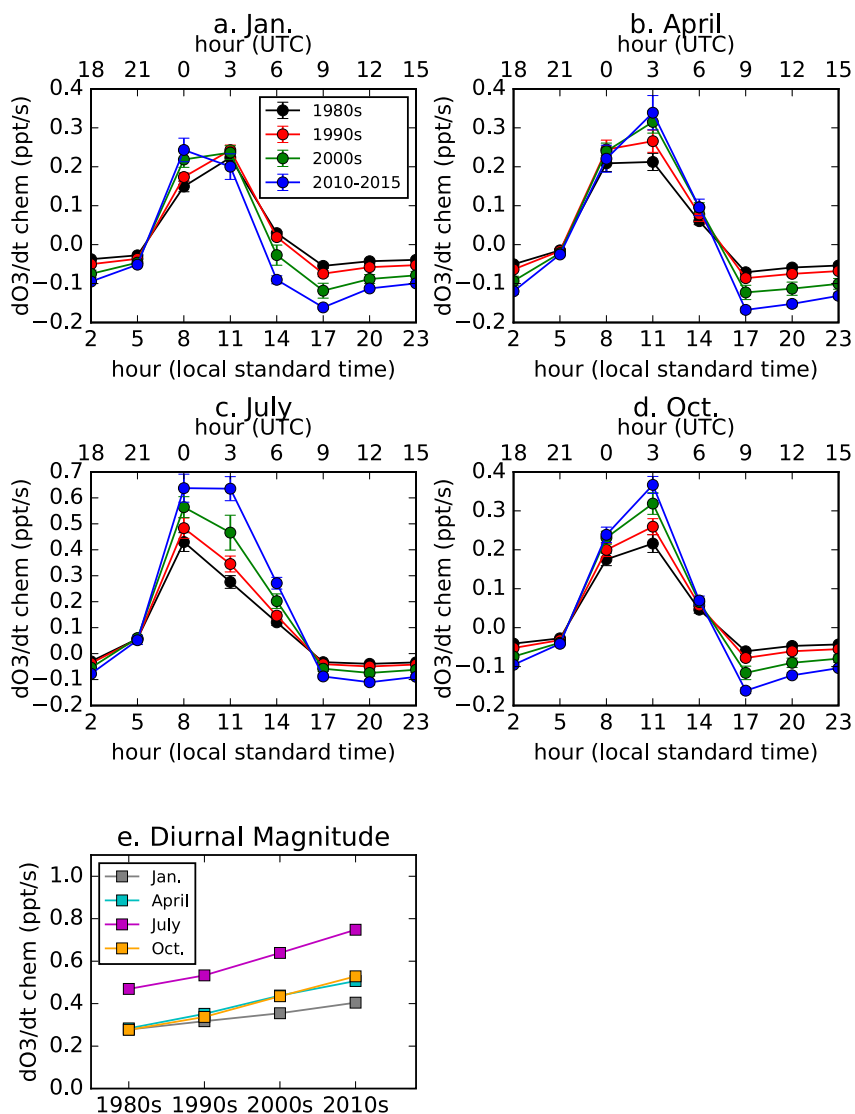 a. Jan.
hour (UTC)
18 21 0 3 6 9 12 15
0.4
0.3
0.2
0.1
0.0
−0.1
−0.2
dO3/dt chem (ppt/s)
1980s
1990s
2000s
2010-2015
2 5 8 11 14 17 20 23
hour (local standard time)
b. April
hour (UTC)
18 21 0 3 6 9 12 15
0.4
0.3
0.2
0.1
0.0
−0.1
−0.2
dO3/dt chem (ppt/s)
2 5 8 11 14 17 20 23
hour (local standard time)
c. July
hour (UTC)
18 21 0 3 6 9 12 15
0.7
0.6
0.5
0.4
0.3
0.2
0.1
0.0
−0.1
−0.2
dO3/dt chem (ppt/s)
2 5 8 11 14 17 20 23
hour (local standard time)
d. Oct.
hour (UTC)
18 21 0 3 6 9 12 15
0.4
0.3
0.2
0.1
0.0
−0.1
−0.2
dO3/dt chem (ppt/s)
2 5 8 11 14 17 20 23
hour (local standard time)
e. Diurnal Magnitude
1.0
0.8
0.6
0.4
0.2
0.0
dO3/dt chem (ppt/s)
Jan.
April
July
Oct.
1980s 1990s 2000s 2010s